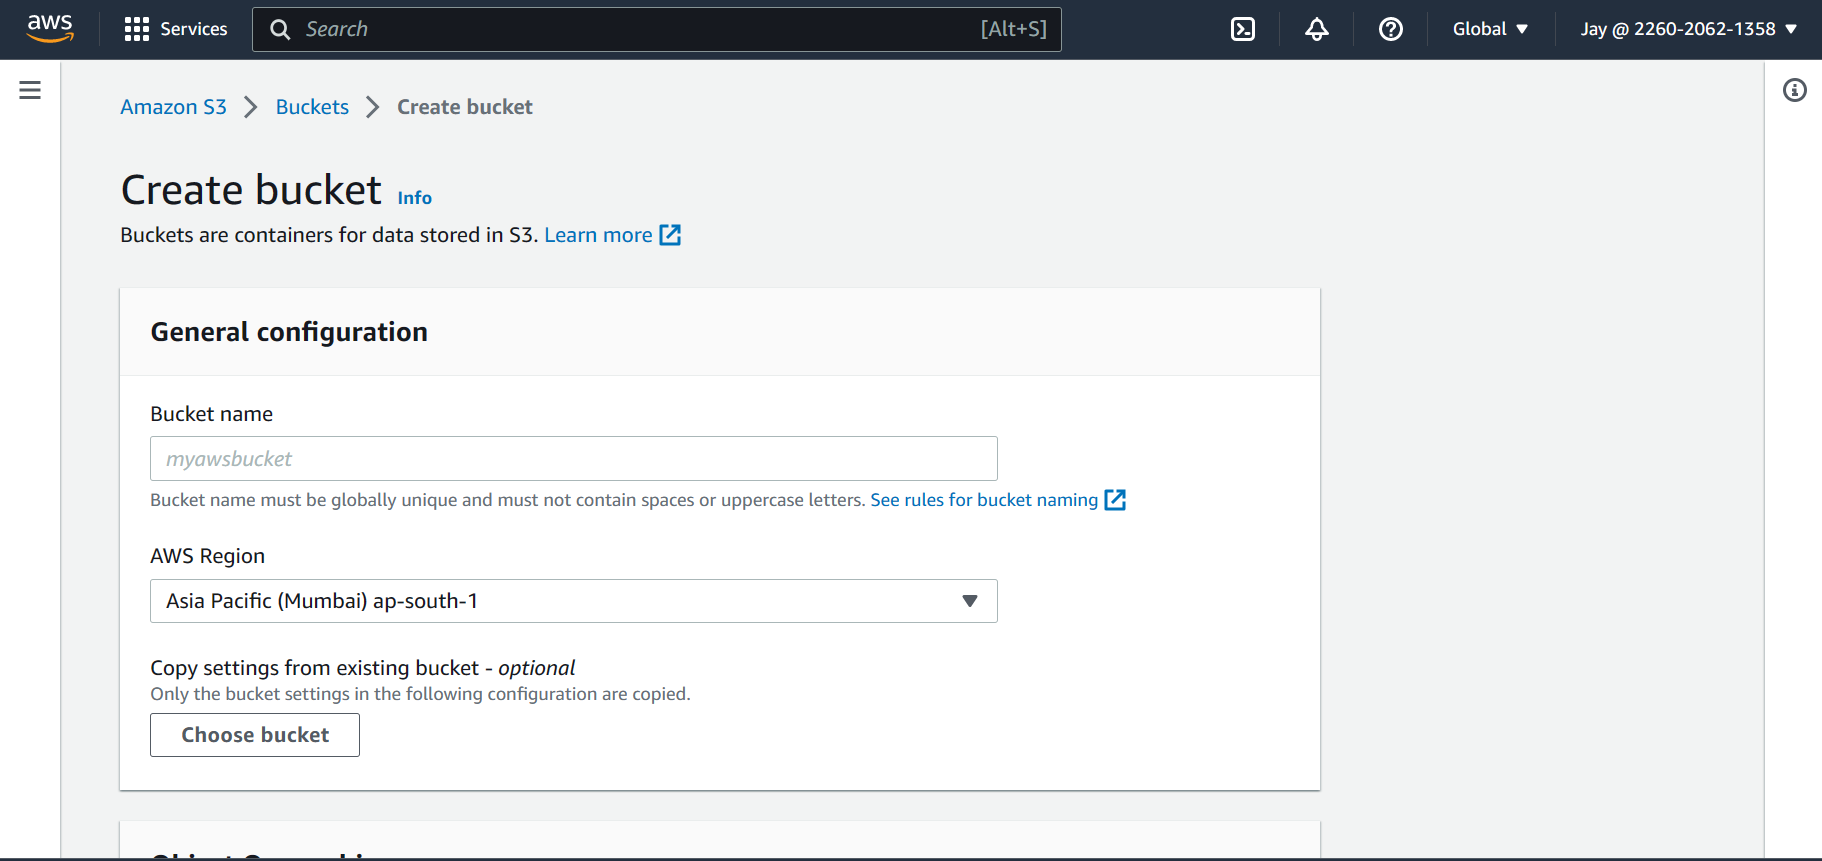 aws Services Search [Alt+S] Global Jay @ 2260-2062-1358
Amazon S3 Buckets Create bucket
Create bucket Info
Buckets are containers for data stored in S3. Learn more
General configuration
Bucket name
myawsbucket
Bucket name must be globally unique and must not contain spaces or uppercase letters. See rules for bucket naming
AWS Region
Asia Pacific (Mumbai) ap-south-1
Copy settings from existing bucket - optional
Only the bucket settings in the following configuration are copied.
Choose bucket